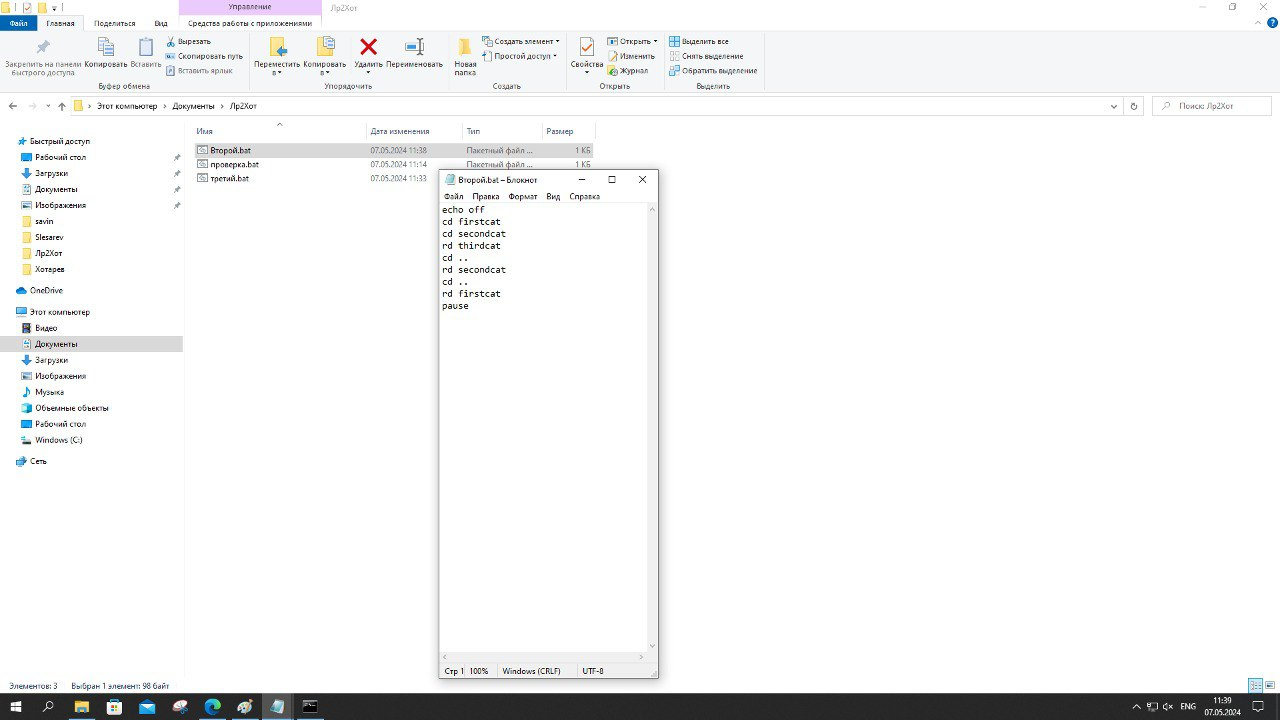 Управление
Лр2Хот
Файл
Главная
Поделиться
Вид
Средства работы с приложениями
Закрепить на панели быстрого доступа
Копировать
Вставить
Вырезать
Скопировать путь
Вставить ярлык
Буфер обмена
Переместить в
Копировать в
Удалить
Переименовать
Упорядочить
Новая папка
Создать элемент
Простой доступ
Создать
Свойства
Открыть
Изменить
Журнал
Открыть
Выделить все
Снять выделение
Обратить выделение
Выделить
Этот компьютер > Документы > Лр2Хот
Поиск: Лр2Хот
Имя
Дата изменения
Тип
Размер
Второй.bat 07.05.2024 11:38 Пакетный файл ... 1 КБ
проверка.bat 07.05.2024 11:14 Пакетный файл ... 1 КБ
третий.bat 07.05.2024 11:33
Быстрый доступ
Рабочий стол
Загрузки
Документы
Изображения
savin
Slesarev
Лр2Хот
Хотарев
OneDrive
Этот компьютер
Видео
Документы
Загрузки
Изображения
Музыка
Объемные объекты
Рабочий стол
Windows (C:)
Сеть
Второй.bat – Блокнот
Файл Правка Формат Вид Справка
echo off
cd firstcat
cd secondcat
rd thirdcat
cd ..
rd secondcat
cd ..
rd firstcat
pause
Стр 1 100% Windows (CRLF) UTF-8
Элементов: 3 Выбран 1 элемент: 98 байт
ENG
11:39
07.05.2024